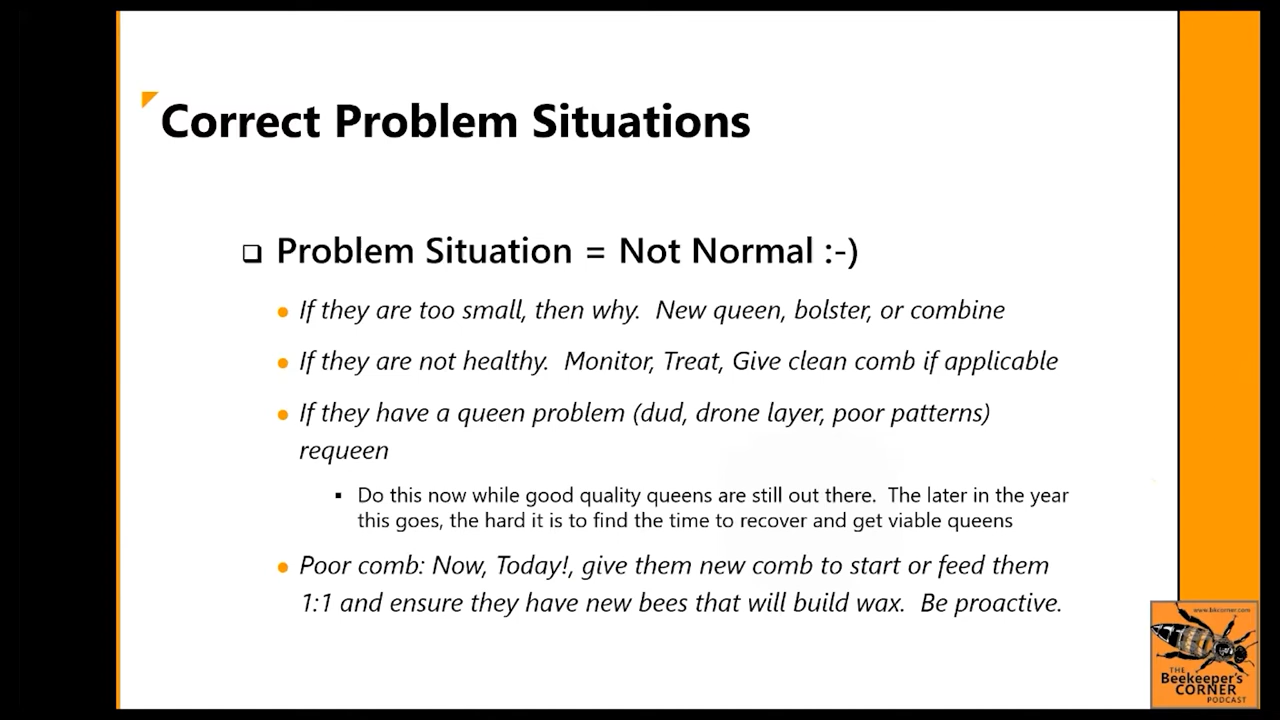 Correct Problem Situations
Problem Situation = Not Normal :-)
If they are too small, then why.  New queen, bolster, or combine
If they are not healthy.  Monitor, Treat, Give clean comb if applicable
If they have a queen problem (dud, drone layer, poor patterns)
requeen
Do this now while good quality queens are still out there.  The later in the year
this goes, the hard it is to find the time to recover and get viable queens
Poor comb: Now, Today!, give them new comb to start or feed them
1:1 and ensure they have new bees that will build wax.  Be proactive.
www.bkcorner.com
THE
Beekeeper's
CORNER
PODCAST